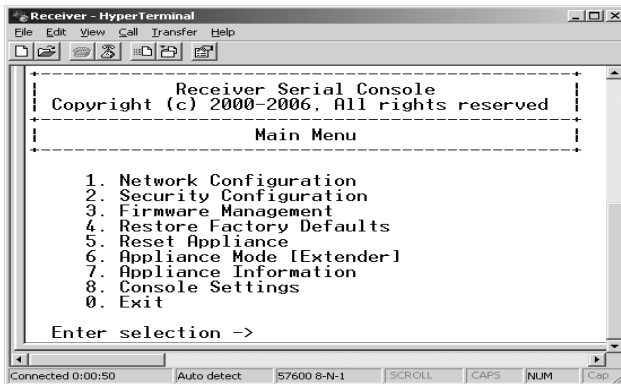 Receiver - HyperTerminal
File Edit View Call Transfer Help
Receiver Serial Console
Copyright (c) 2000-2006, All rights reserved
Main Menu
1. Network Configuration
2. Security Configuration
3. Firmware Management
4. Restore Factory Defaults
5. Reset Appliance
6. Appliance Mode [Extender]
7. Appliance Information
8. Console Settings
0. Exit
Enter selection ->
Connected 0:00:50 Auto detect 57600 8-N-1 SCROLL CAPS NUM Cap